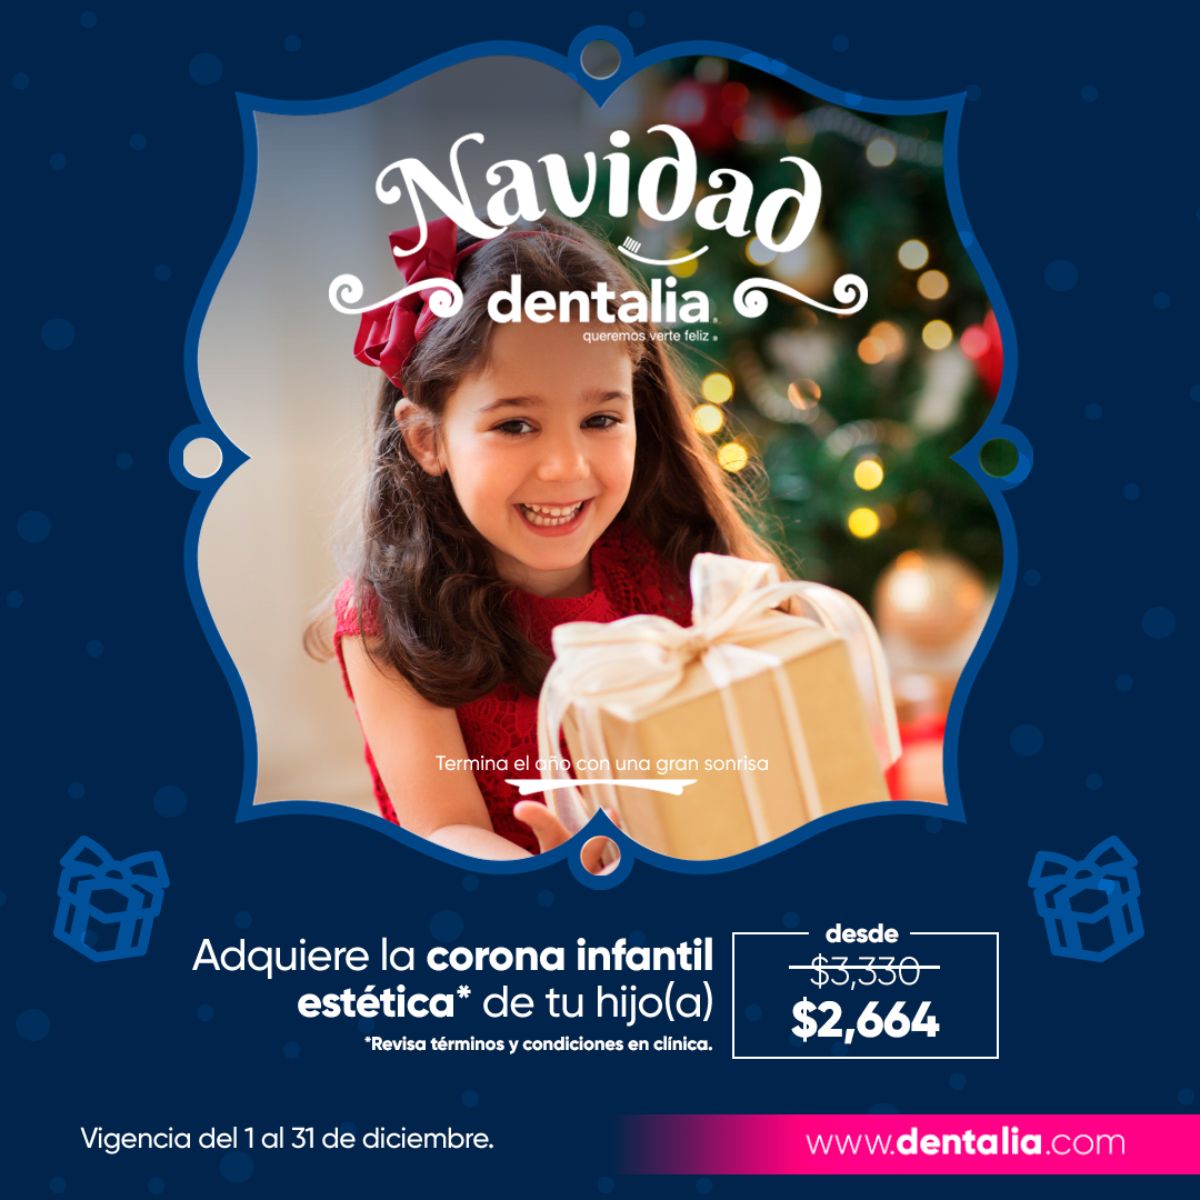 Navidad
dentalia
queremos verte feliz
Termina el año con una gran sonrisa
Adquiere la corona infantil
estética* de tu hijo(a)
*Revisa términos y condiciones en clínica.
desde
$3,330
$2,664
Vigencia del 1 al 31 de diciembre.
www.dentalia.com